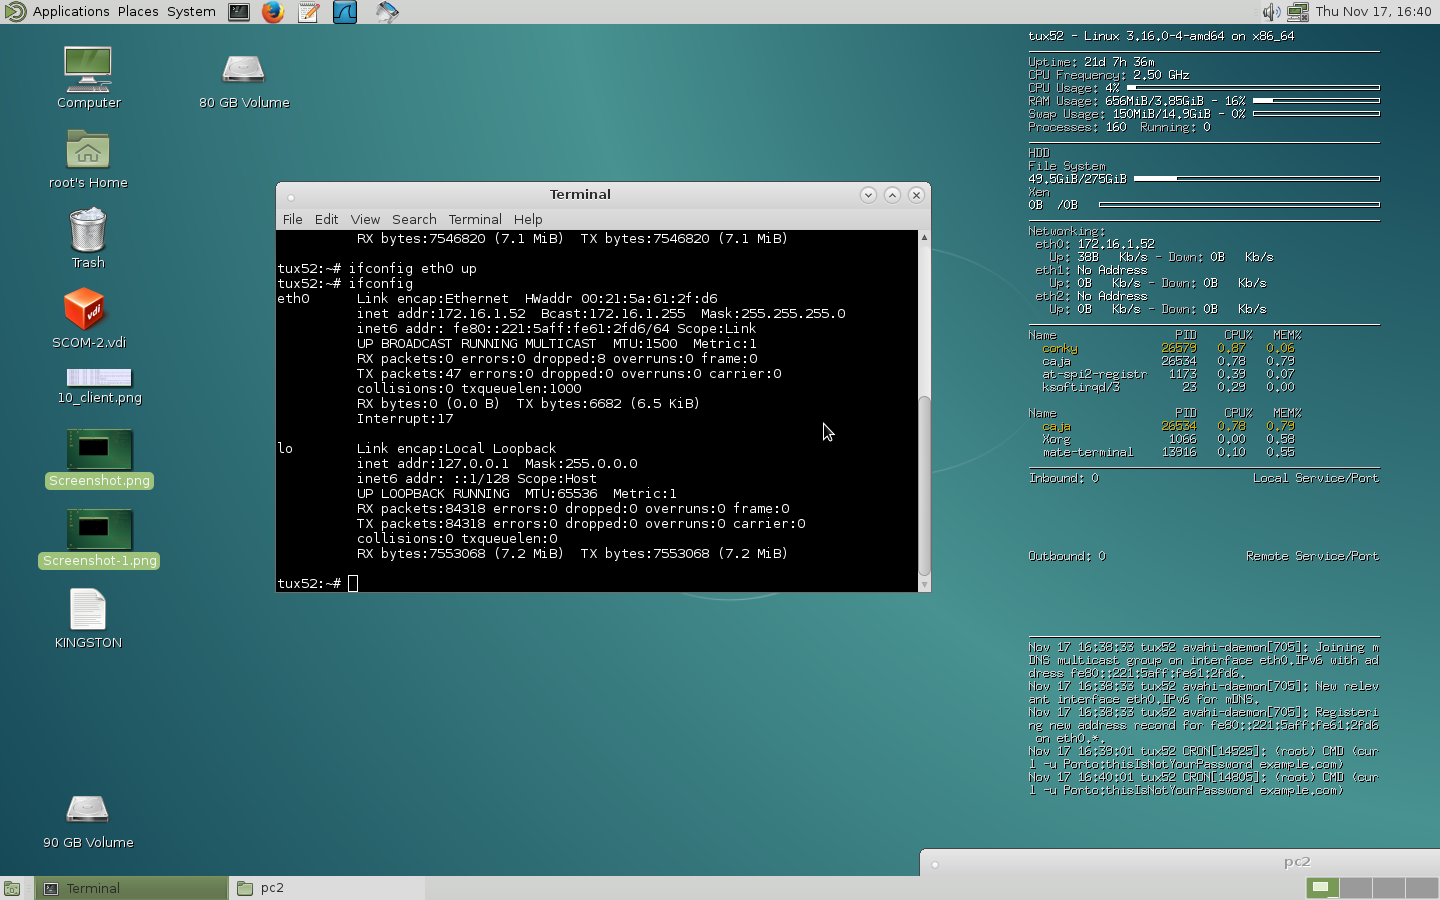 Applications Places System
Thu Nov 17, 16:40
Computer
80 GB Volume
root's Home
Trash
SCOM-2.vdi
10_client.png
Screenshot.png
Screenshot-1.png
KINGSTON
90 GB Volume
Terminal
File Edit View Search Terminal Help
RX bytes:7546820 (7.1 MiB)  TX bytes:7546820 (7.1 MiB)
tux52:~# ifconfig eth0 up
tux52:~# ifconfig
eth0      Link encap:Ethernet  HWaddr 00:21:5a:61:2f:d6
inet addr:172.16.1.52  Bcast:172.16.1.255  Mask:255.255.255.0
inet6 addr: fe80::221:5aff:fe61:2fd6/64 Scope:Link
UP BROADCAST RUNNING MULTICAST  MTU:1500  Metric:1
RX packets:0 errors:0 dropped:8 overruns:0 frame:0
TX packets:47 errors:0 dropped:0 overruns:0 carrier:0
collisions:0 txqueuelen:1000
RX bytes:0 (0.0 B)  TX bytes:6682 (6.5 KiB)
Interrupt:17
lo        Link encap:Local Loopback
inet addr:127.0.0.1  Mask:255.0.0.0
inet6 addr: ::1/128 Scope:Host
UP LOOPBACK RUNNING  MTU:65536  Metric:1
RX packets:84318 errors:0 dropped:0 overruns:0 frame:0
TX packets:84318 errors:0 dropped:0 overruns:0 carrier:0
collisions:0 txqueuelen:0
RX bytes:7553068 (7.2 MiB)  TX bytes:7553068 (7.2 MiB)
tux52:~#
tux52 - Linux 3.16.0-4-amd64 on x86_64
Uptime: 21d 7h 36m
CPU Frequency: 2.50 GHz
CPU Usage: 4%
RAM Usage: 656MiB/3.85GiB - 16%
Swap Usage: 150MiB/14.9GiB - 0%
Processes: 160  Running: 0
HDD
File System
49.5GiB/275GiB
Xen
0B  /0B
Networking:
eth0: 172.16.1.52
Up: 38B   Kb/s - Down: 0B   Kb/s
eth1: No Address
Up: 0B   Kb/s - Down: 0B   Kb/s
eth2: No Address
Up: 0B   Kb/s - Down: 0B   Kb/s
Name PID CPU% MEM%
conky 26579 0.87 0.06
caja 26534 0.78 0.79
at-spi2-registr 1173 0.39 0.07
ksoftirqd/3 23 0.29 0.00
Name PID CPU% MEM%
caja 26534 0.78 0.79
Xorg 1066 0.00 0.58
mate-terminal 13916 0.10 0.55
Inbound: 0 Local Service/Port
Outbound: 0 Remote Service/Port
Nov 17 16:38:33 tux52 avahi-daemon[705]: Joining m
DNS multicast group on interface eth0.IPv6 with ad
dress fe80::221:5aff:fe61:2fd6.
Nov 17 16:38:33 tux52 avahi-daemon[705]: New relev
ant interface eth0.IPv6 for mDNS.
Nov 17 16:38:33 tux52 avahi-daemon[705]: Registeri
ng new address record for fe80::221:5aff:fe61:2fd6
on eth0.*.
Nov 17 16:39:01 tux52 CRON[14525]: (root) CMD (cur
l -u Porto:thisIsNotYourPassword example.com)
Nov 17 16:40:01 tux52 CRON[14805]: (root) CMD (cur
l -u Porto:thisIsNotYourPassword example.com)
pc2
Terminal
pc2